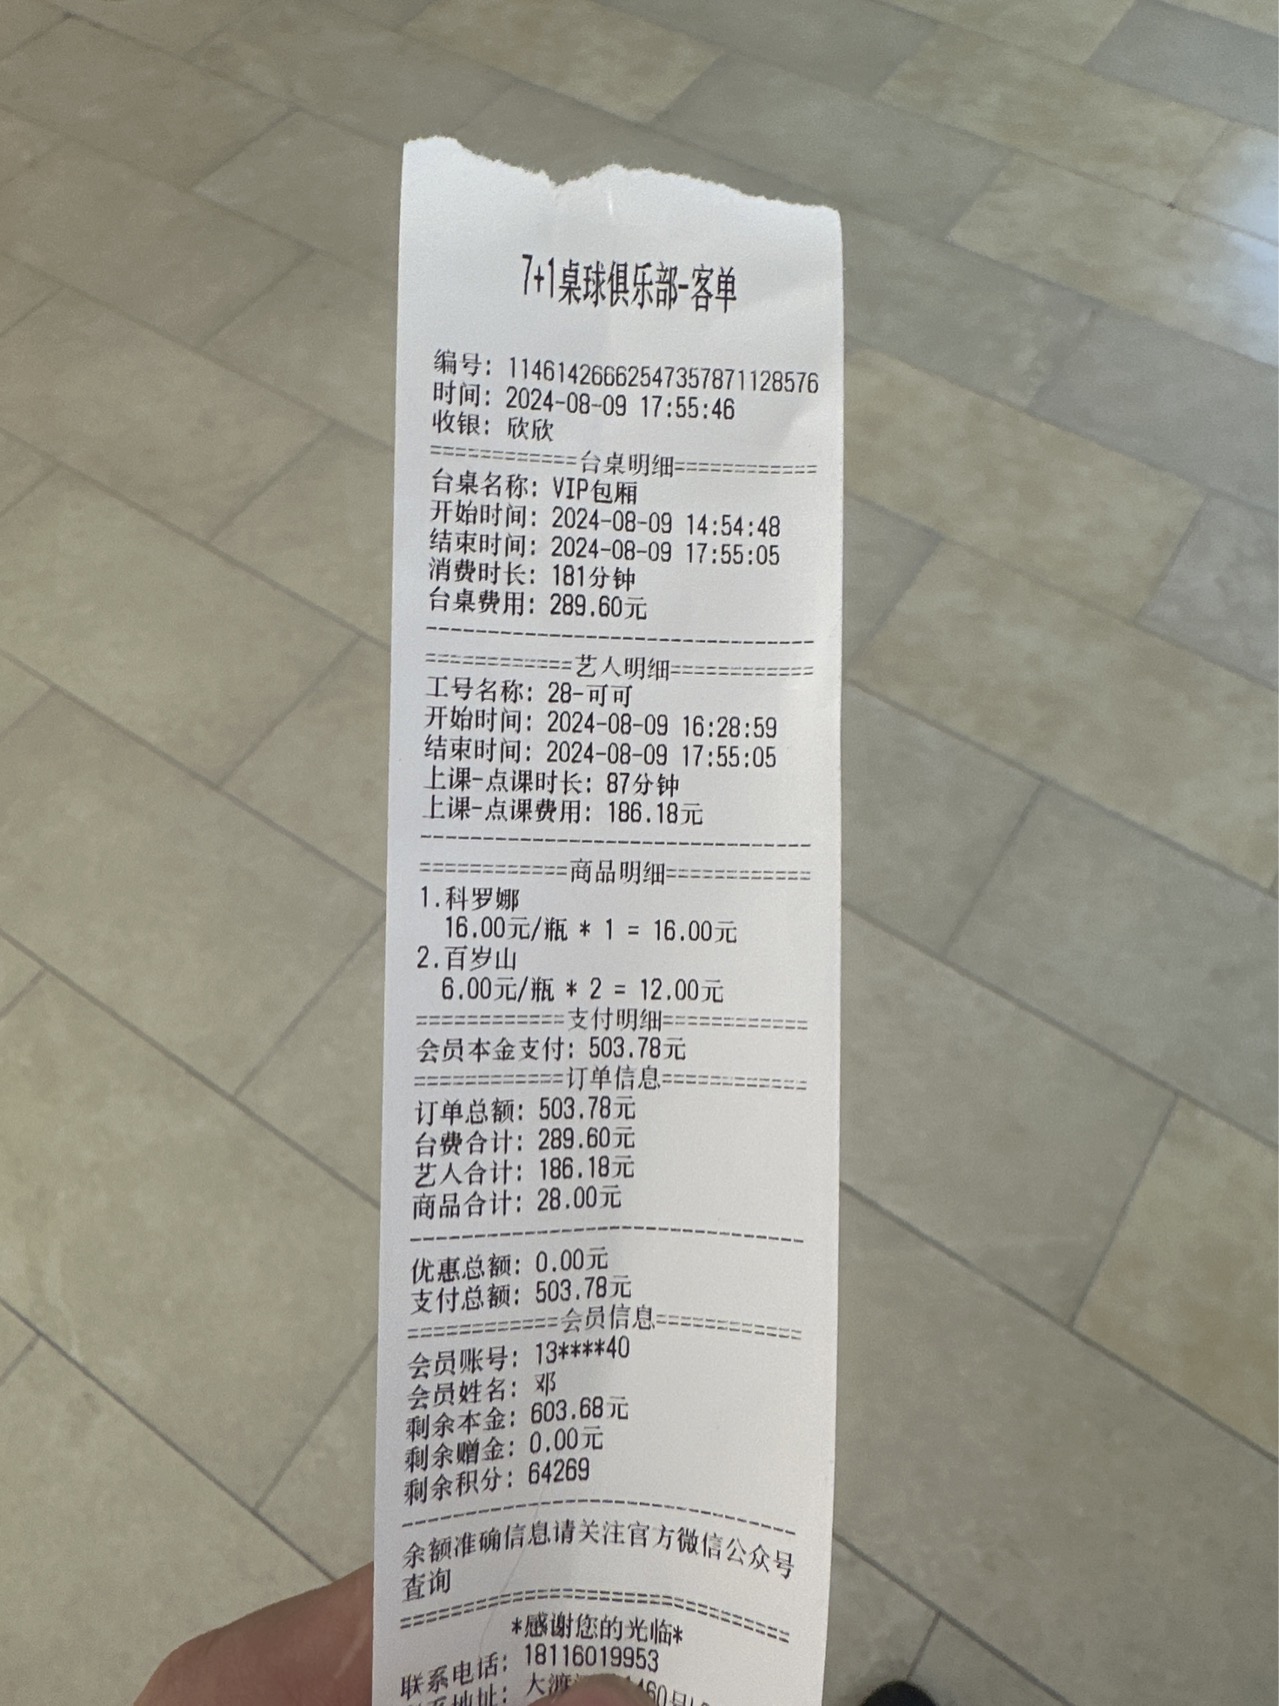 7+1桌球俱乐部-客单
编号: 11461426662547357871128576
时间: 2024-08-09 17:55:46
收银: 欣欣
============台桌明细============
台桌名称: VIP包厢
开始时间: 2024-08-09 14:54:48
结束时间: 2024-08-09 17:55:05
消费时长: 181分钟
台桌费用: 289.60元
--------------------------------
============艺人明细============
工号名称: 28-可可
开始时间: 2024-08-09 16:28:59
结束时间: 2024-08-09 17:55:05
上课-点课时长: 87分钟
上课-点课费用: 186.18元
--------------------------------
============商品明细============
1.科罗娜
16.00元/瓶 * 1 = 16.00元
2.百岁山
6.00元/瓶 * 2 = 12.00元
============支付明细============
会员本金支付: 503.78元
============订单信息============
订单总额: 503.78元
台费合计: 289.60元
艺人合计: 186.18元
商品合计: 28.00元
--------------------------------
优惠总额: 0.00元
支付总额: 503.78元
============会员信息============
会员账号: 13****40
会员姓名: 邓
剩余本金: 603.68元
剩余赠金: 0.00元
剩余积分: 64269
--------------------------------
余额准确信息请关注官方微信公众号
查询
================================
*感谢您的光临*
联系电话: 18116019953
地址: 大渡